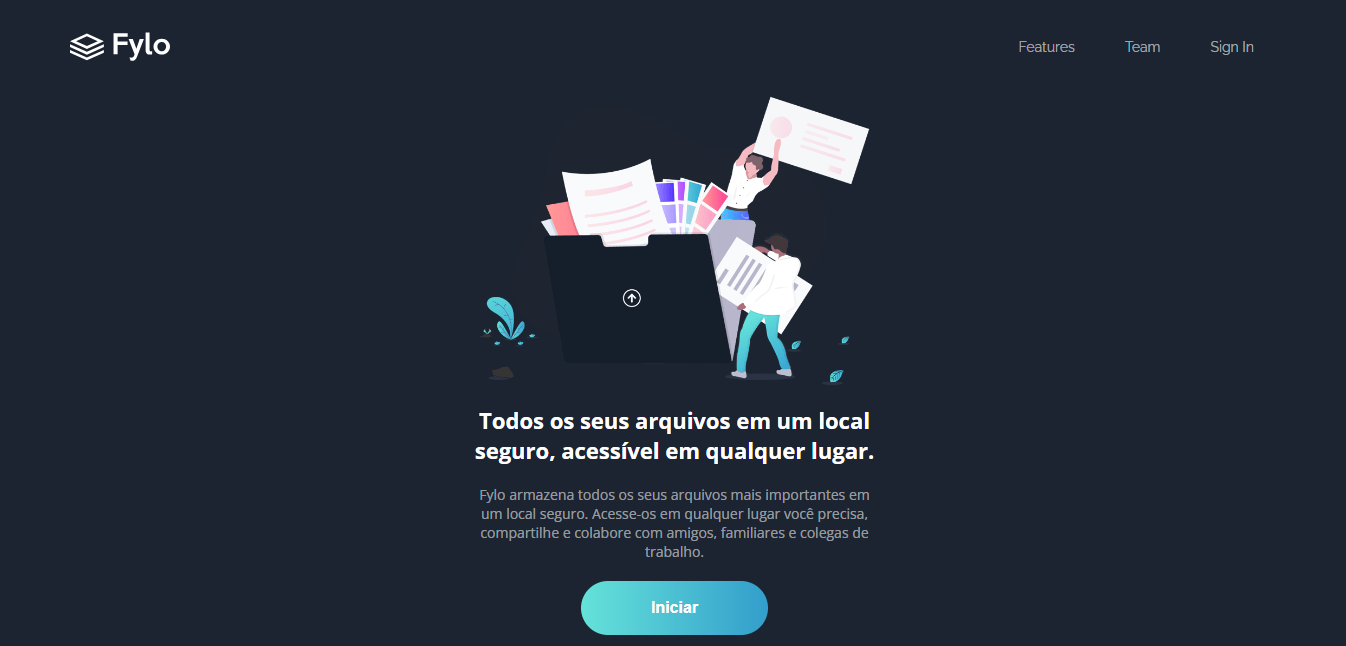 Fylo
Features
Team
Sign In
Todos os seus arquivos em um local
seguro, acessível em qualquer lugar.
Fylo armazena todos os seus arquivos mais importantes em
um local seguro. Acesse-os em qualquer lugar você precisa,
compartilhe e colabore com amigos, familiares e colegas de
trabalho.
Iniciar